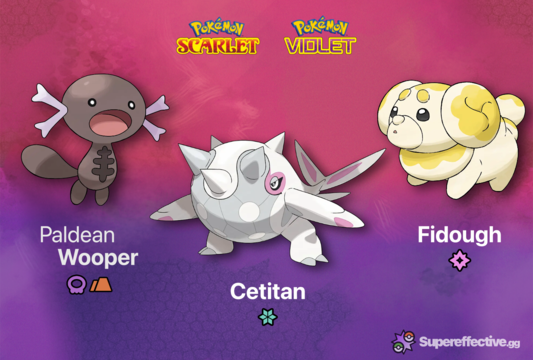 POKÉMON POKÉMON
SCARLET VIOLET
Paldean
Wooper
Cetitan
Fidough
Supereffective.gg